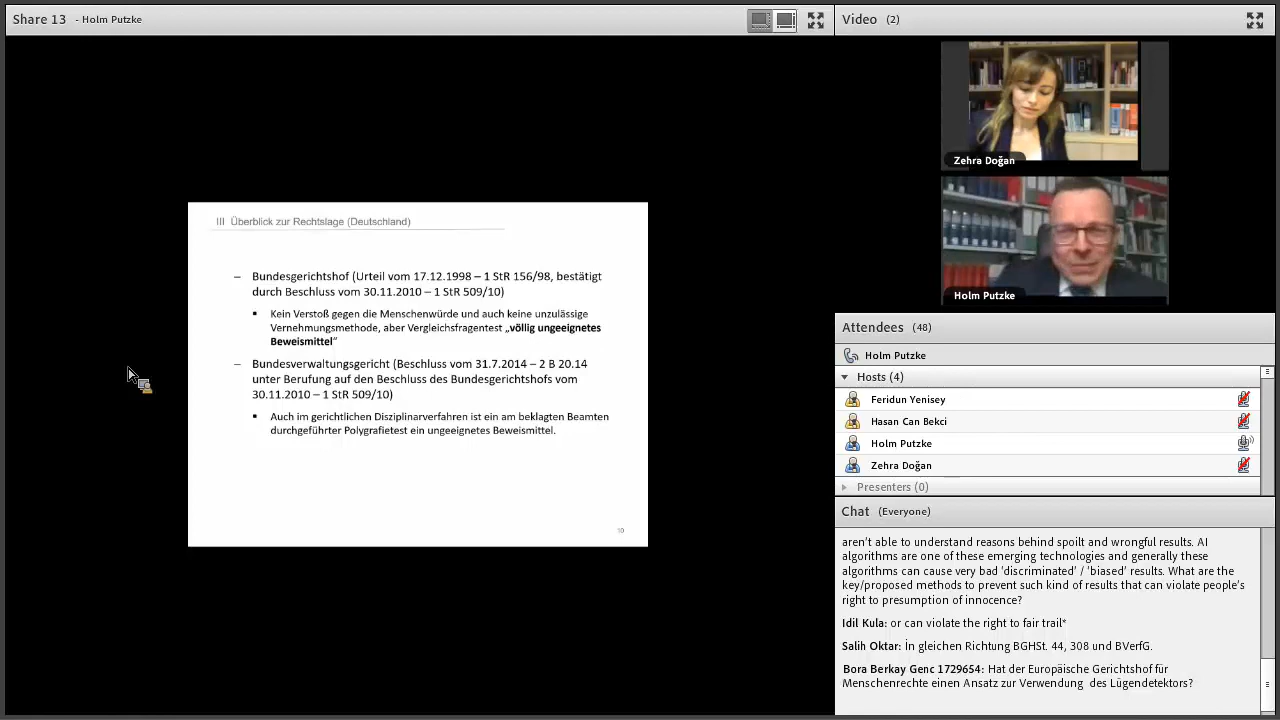 Share 13 - Holm Putzke
III Überblick zur Rechtslage (Deutschland)
– Bundesgerichtshof (Urteil vom 17.12.1998 – 1 StR 156/98, bestätigt
durch Beschluss vom 30.11.2010 – 1 StR 509/10)
▪ Kein Verstoß gegen die Menschenwürde und auch keine unzulässige
Vernehmungsmethode, aber Vergleichsfragentest „völlig ungeeignetes
Beweismittel“
– Bundesverwaltungsgericht (Beschluss vom 31.7.2014 – 2 B 20.14
unter Berufung auf den Beschluss des Bundesgerichtshofs vom
30.11.2010 – 1 StR 509/10)
▪ Auch im gerichtlichen Disziplinarverfahren ist ein am beklagten Beamten
durchgeführter Polygrafietest ein ungeeignetes Beweismittel.
10
Video (2)
Zehra Doğan
Holm Putzke
Attendees (48)
Holm Putzke
Hosts (4)
Feridun Yenisey
Hasan Can Bekci
Holm Putzke
Zehra Doğan
Presenters (0)
Chat (Everyone)
aren't able to understand reasons behind spoilt and wrongful results. AI
algorithms are one of these emerging technologies and generally these
algorithms can cause very bad 'discriminated' / 'biased' results. What are the
key/proposed methods to prevent such kind of results that can violate people's
right to presumption of innocence?
Idil Kula: or can violate the right to fair trail*
Salih Oktar: İn gleichen Richtung BGHSt. 44, 308 und BVerfG.
Bora Berkay Genc 1729654: Hat der Europäische Gerichtshof für
Menschenrechte einen Ansatz zur Verwendung des Lügendetektors?